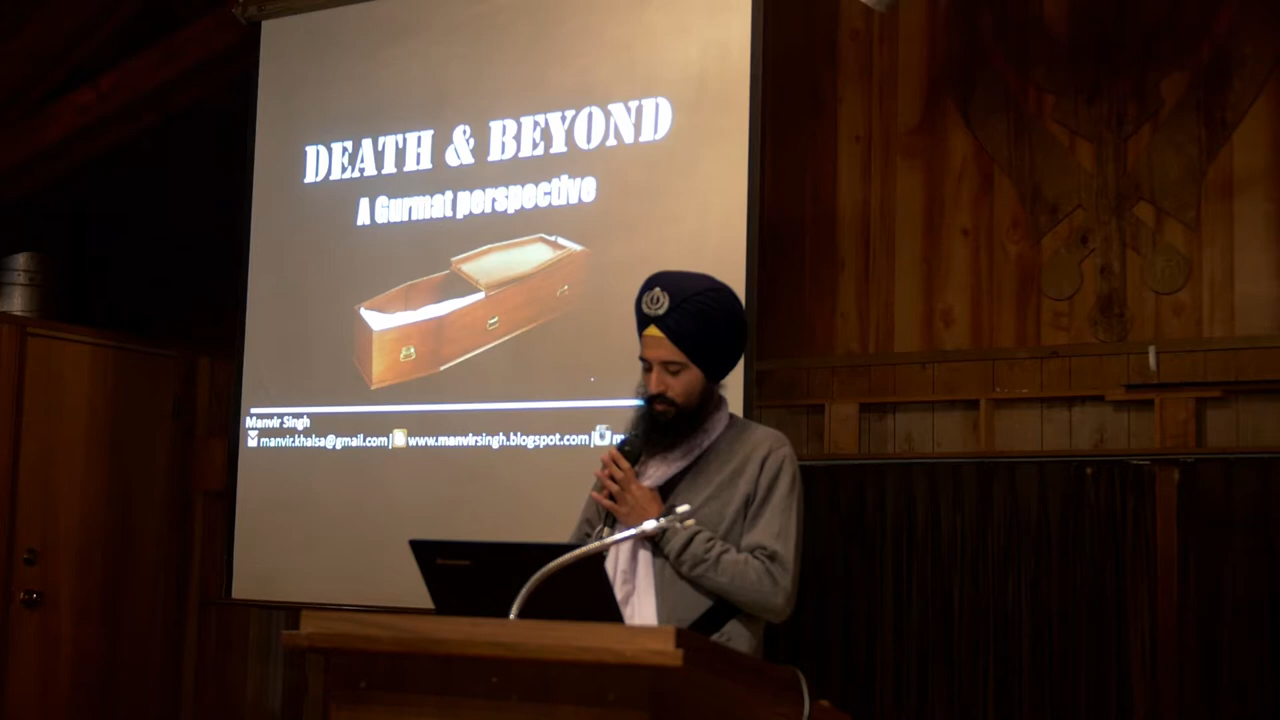 DEATH & BEYOND
A Gurmat perspective
Manvir Singh
manvir.khalsa@gmail.com| www.manvirsingh.blogspot.com|